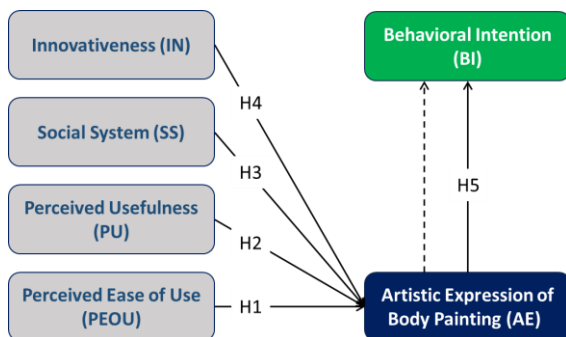 Innovativeness (IN)
Behavioral Intention
(BI)
H4
Social System (SS)
H3
Perceived Usefulness
(PU)
H2
H5
Perceived Ease of Use
(PEOU)
H1
Artistic Expression of
Body Painting (AE)